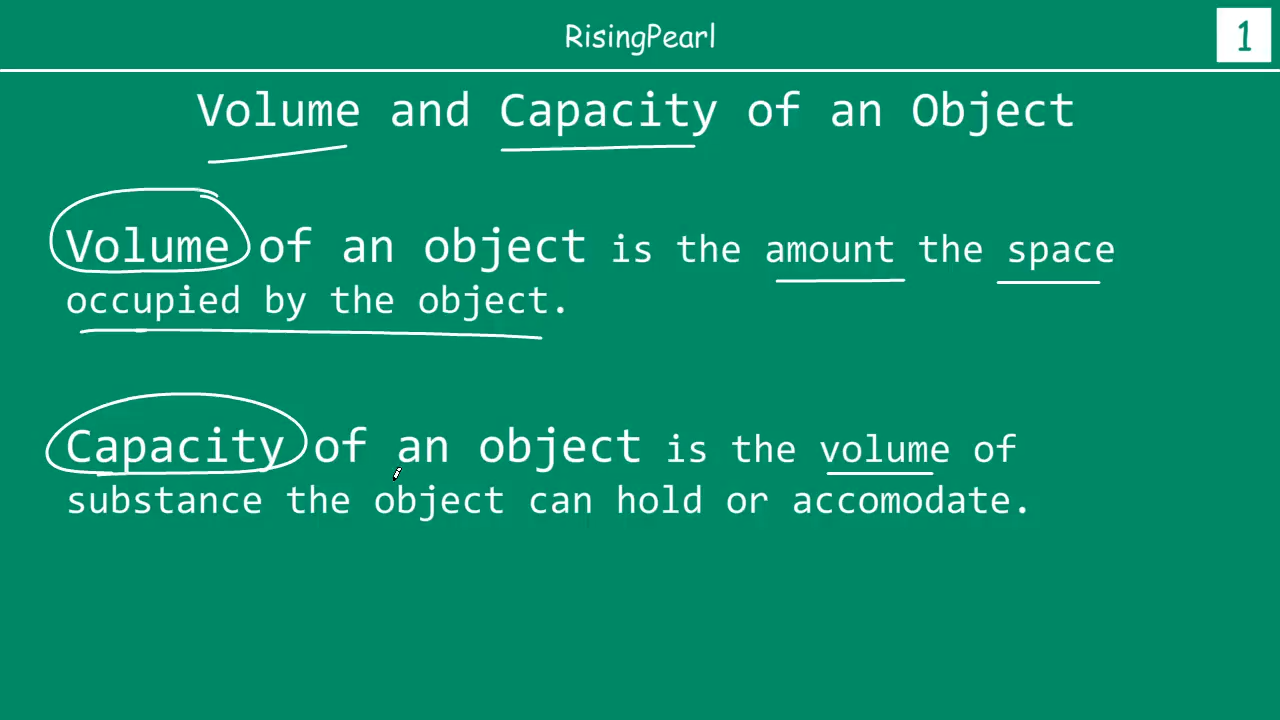 RisingPearl
1
Volume and Capacity of an Object
Volume of an object is the amount the space
occupied by the object.
Capacity of an object is the volume of
substance the object can hold or accomodate.